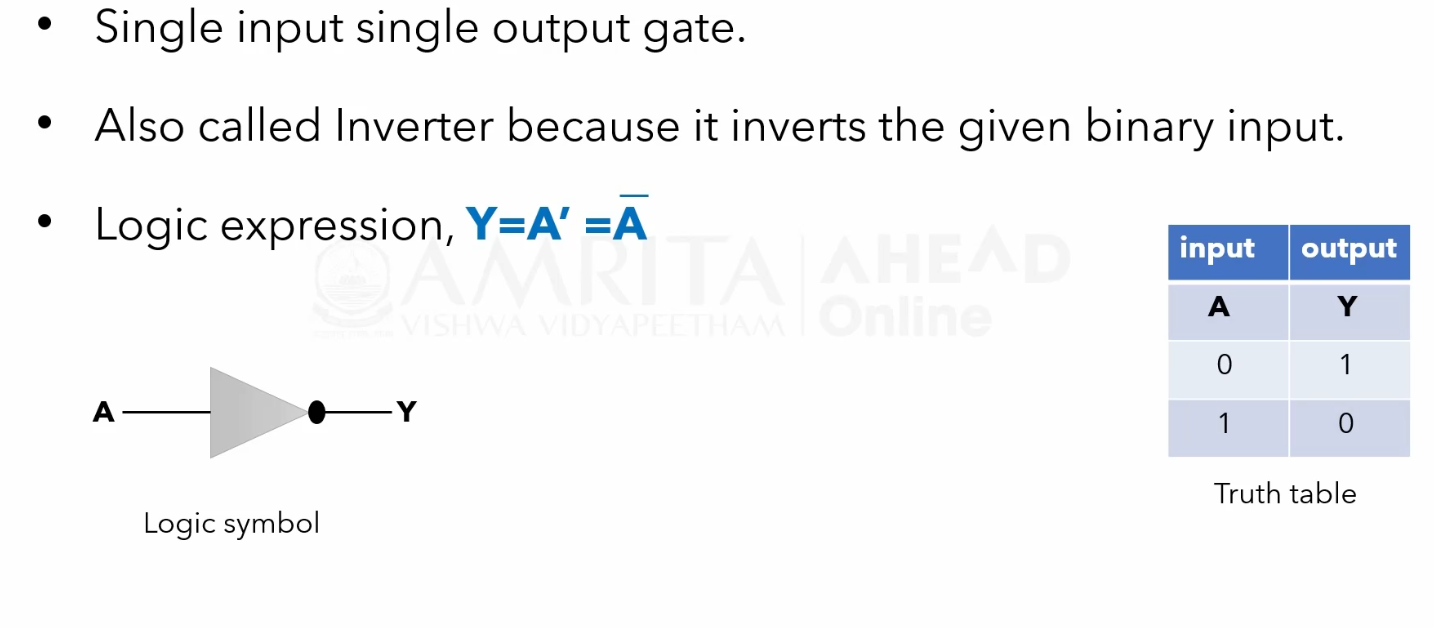 • Single input single output gate.
• Also called Inverter because it inverts the given binary input.
• Logic expression, Y=A’ =A̅
AMRITA AHEAD
VISHWA VIDYAPEETHAM Online
input output
A Y
0 1
1 0
Truth table
A Y
Logic symbol